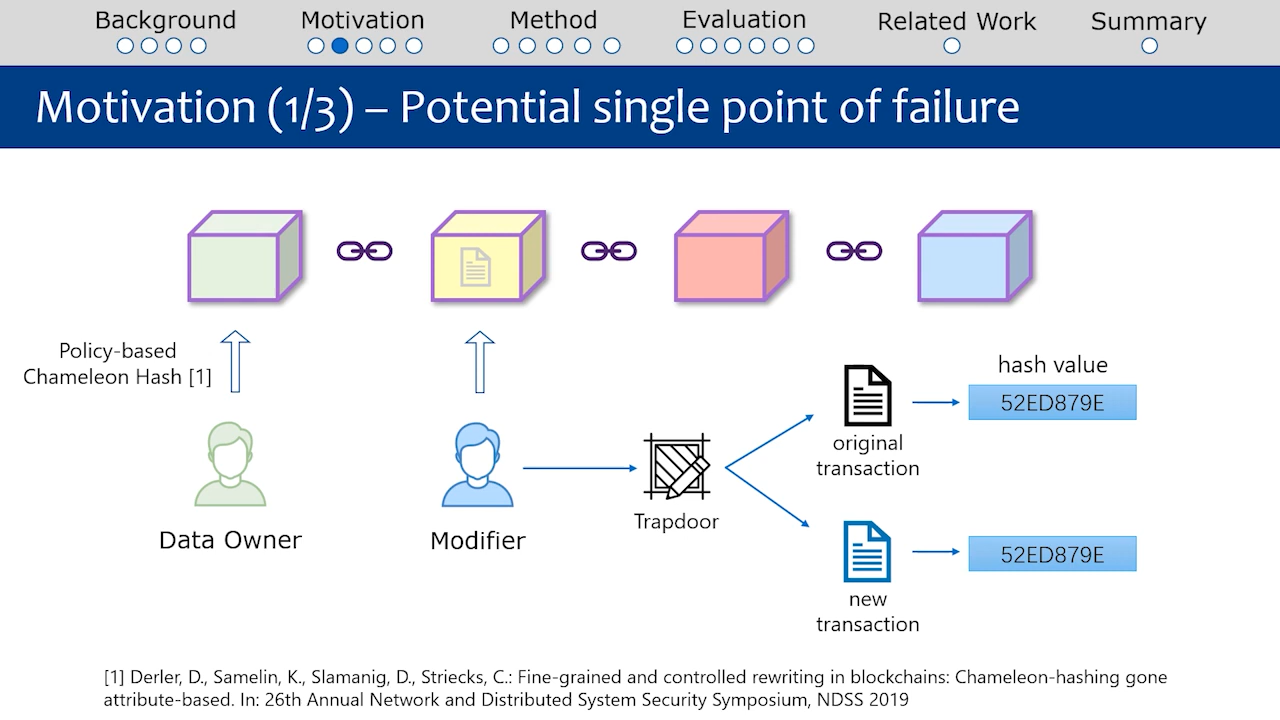 Background
Motivation
Method
Evaluation
Related Work
Summary
Motivation (1/3) – Potential single point of failure
Policy-based
Chameleon Hash [1]
Data Owner
Modifier
Trapdoor
original
transaction
new
transaction
hash value
52ED879E
52ED879E
[1] Derler, D., Samelin, K., Slamanig, D., Striecks, C.: Fine-grained and controlled rewriting in blockchains: Chameleon-hashing gone
attribute-based. In: 26th Annual Network and Distributed System Security Symposium, NDSS 2019